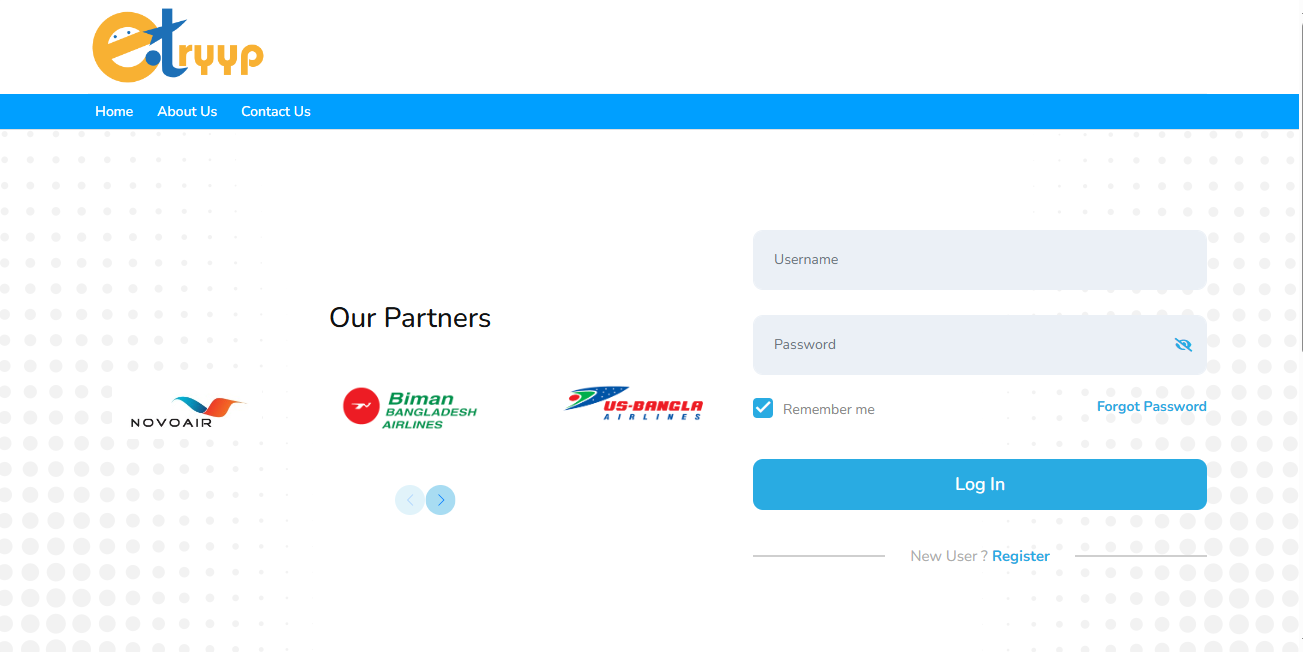 etryyp
Home About Us Contact Us
Our Partners
NOVOAIR
Biman
BANGLADESH
AIRLINES
US-BANGLA
AIRLINES
Username
Password
Remember me
Forgot Password
Log In
New User ? Register